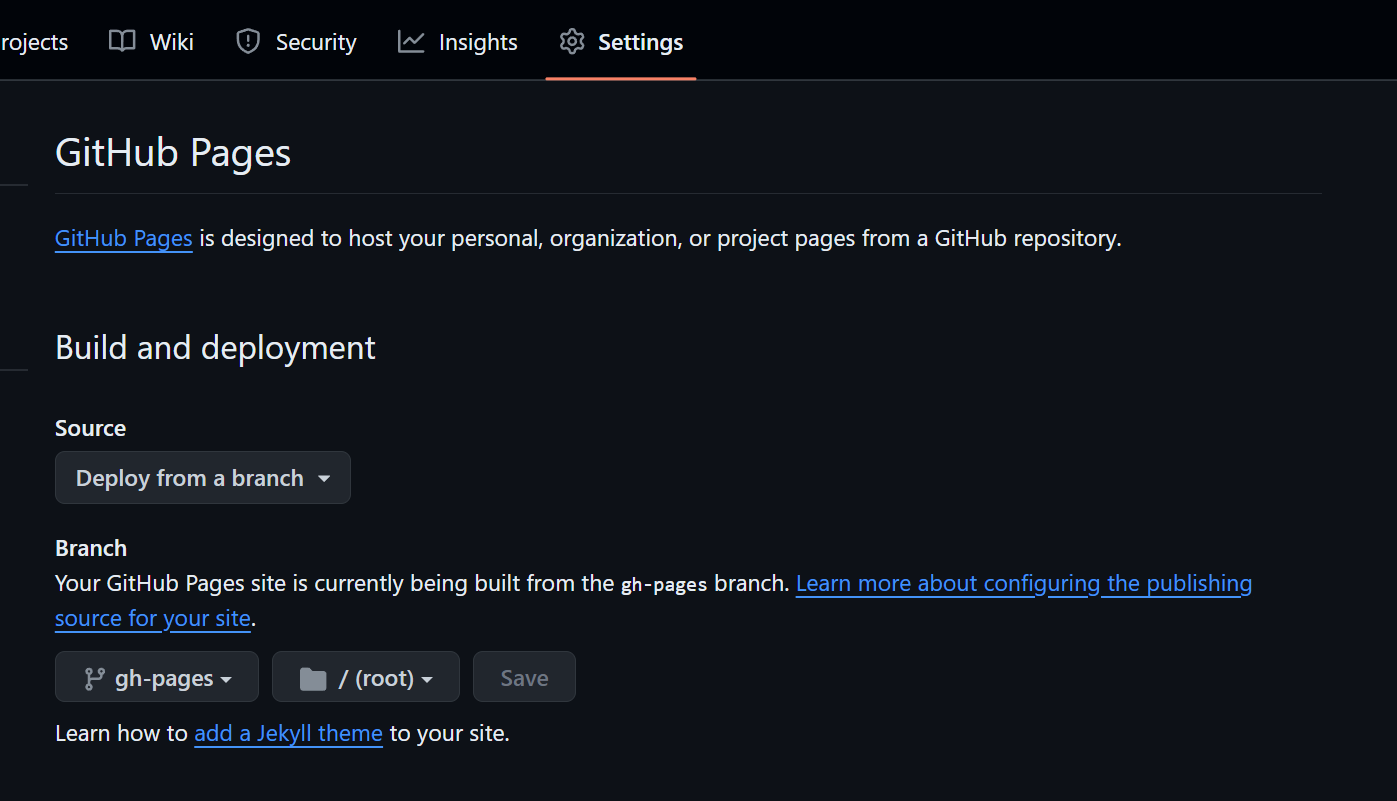 rojects Wiki Security Insights Settings
GitHub Pages
GitHub Pages is designed to host your personal, organization, or project pages from a GitHub repository.
Build and deployment
Source
Deploy from a branch
Branch
Your GitHub Pages site is currently being built from the gh-pages branch. Learn more about configuring the publishing
source for your site.
gh-pages / (root) Save
Learn how to add a Jekyll theme to your site.